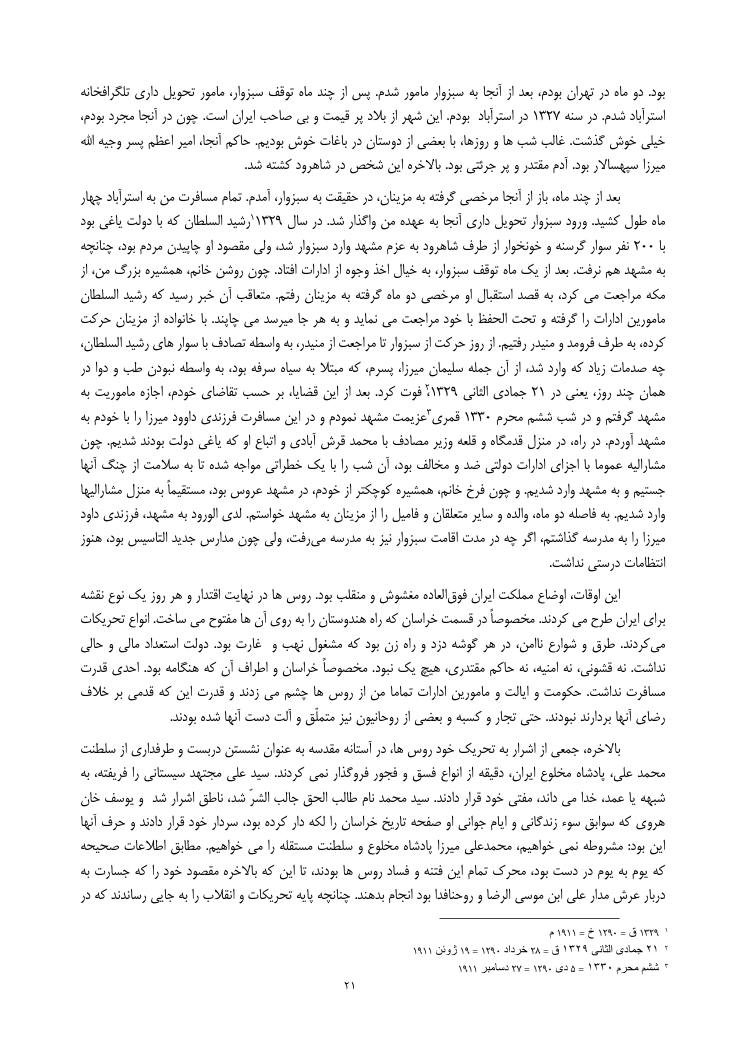 بود. دو ماه در تهران بودم، بعد از آنجا به سبزوار مامور شدم. پس از چند ماه توقف سبزوار، مامور تحویل داری تلگرافخانه
استرآباد شدم. در سنه ۱۳۲۷ در استرآباد بودم. این شهر از بلاد پر قیمت و بی صاحب ایران است. چون در آنجا مجرد بودم،
خیلی خوش گذشت. غالب شب ها و روزها، با بعضی از دوستان در باغات خوش بودیم. حاکم آنجا، امیر اعظم پسر وجیه الله
میرزا سپهسالار بود. آدم مقتدر و پر جرئتی بود. بالاخره این شخص در شاهرود کشته شد.
بعد از چند ماه، باز از آنجا مرخصی گرفته به مزینان، در حقیقت به سبزوار، آمدم. تمام مسافرت من به استرآباد چهار
ماه طول کشید. ورود سبزوار تحویل داری آنجا به عهده من واگذار شد. در سال ۱۳۲۹¹رشید السلطان که با دولت یاغی بود
با ۲۰۰ نفر سوار گرسنه و خونخوار از طرف شاهرود به عزم مشهد وارد سبزوار شد، ولی مقصود او چاپیدن مردم بود، چنانچه
به مشهد هم نرفت. بعد از یک ماه توقف سبزوار، به خیال اخذ وجوه از ادارات افتاد. چون روشن خانم، همشیره بزرگ من، از
مکه مراجعت می کرد، به قصد استقبال او مرخصی دو ماه گرفته به مزینان رفتم. متعاقب آن خبر رسید که رشید السلطان
مامورین ادارات را گرفته و تحت الحفظ با خود مراجعت می نماید و به هر جا میرسد می چاپند. با خانواده از مزینان حرکت
کرده، به طرف فرومد و منیدر رفتیم. از روز حرکت از سبزوار تا مراجعت از منیدر، به واسطه تصادف با سوار های رشید السلطان،
چه صدمات زیاد که وارد شد، از آن جمله سلیمان میرزا، پسرم، که مبتلا به سیاه سرفه بود، به واسطه نبودن طب و دوا در
همان چند روز، یعنی در ۲۱ جمادی الثانی ۱۳۲۹²، فوت کرد. بعد از این قضایا، بر حسب تقاضای خودم، اجازه ماموریت به
مشهد گرفتم و در شب ششم محرم ۱۳۳۰ قمری³عزیمت مشهد نمودم و در این مسافرت فرزندی داوود میرزا را با خودم به
مشهد آوردم. در راه، در منزل قدمگاه و قلعه وزیر مصادف با محمد قرش آبادی و اتباع او که یاغی دولت بودند شدیم. چون
مشارالیه عموما با اجزای ادارات دولتی ضد و مخالف بود، آن شب را با یک خطراتی مواجه شده تا به سلامت از چنگ آنها
جستیم و به مشهد وارد شدیم. و چون فرخ خانم، همشیره کوچکتر از خودم، در مشهد عروس بود، مستقیماً به منزل مشارالیها
وارد شدیم. به فاصله دو ماه، والده و سایر متعلقان و فامیل را از مزینان به مشهد خواستم. لدی الورود به مشهد، فرزندی داود
میرزا را به مدرسه گذاشتم، اگر چه در مدت اقامت سبزوار نیز به مدرسه می‌رفت، ولی چون مدارس جدید التاسیس بود، هنوز
انتظامات درستی نداشت.
این اوقات، اوضاع مملکت ایران فوق‌العاده مغشوش و منقلب بود. روس ها در نهایت اقتدار و هر روز یک نوع نقشه
برای ایران طرح می کردند. مخصوصاً در قسمت خراسان که راه هندوستان را به روی آن ها مفتوح می ساخت. انواع تحریکات
می‌کردند. طرق و شوارع ناامن، در هر گوشه دزد و راه زن بود که مشغول نهب و غارت بود. دولت استعداد مالی و حالی
نداشت. نه قشونی، نه امنیه، نه حاکم مقتدری، هیچ یک نبود. مخصوصاً خراسان و اطراف آن که هنگامه بود. احدی قدرت
مسافرت نداشت. حکومت و ایالت و مامورین ادارات تماما من از روس ها چشم می زدند و قدرت این که قدمی بر خلاف
رضای آنها بردارند نبودند. حتی تجار و کسبه و بعضی از روحانیون نیز متملّق و آلت دست آنها شده بودند.
بالاخره، جمعی از اشرار به تحریک خود روس ها، در آستانه مقدسه به عنوان نشستن دربست و طرفداری از سلطنت
محمد علی، پادشاه مخلوع ایران، دقیقه از انواع فسق و فجور فروگذار نمی کردند. سید علی مجتهد سیستانی را فریفته، به
شبهه یا عمد، خدا می داند، مفتی خود قرار دادند. سید محمد نام طالب الحق جالب الشرّ شد، ناطق اشرار شد و یوسف خان
هروی که سوابق سوء زندگانی و ایام جوانی او صفحه تاریخ خراسان را لکه دار کرده بود، سردار خود قرار دادند و حرف آنها
این بود: مشروطه نمی خواهیم، محمدعلی میرزا پادشاه مخلوع و سلطنت مستقله را می خواهیم. مطابق اطلاعات صحیحه
که یوم به یوم در دست بود، محرک تمام این فتنه و فساد روس ها بودند، تا این که بالاخره مقصود خود را که جسارت به
دربار عرش مدار علی ابن موسی الرضا و روحنافدا بود انجام بدهند. چنانچه پایه تحریکات و انقلاب را به جایی رساندند که در
¹ ۱۳۲۹ ق = ۱۲۹۰ خ = ۱۹۱۱ م
² ۲۱ جمادی الثانی ۱۳۲۹ ق = ۲۸ خرداد ۱۲۹۰ = ۱۹ ژوئن ۱۹۱۱
³ ششم محرم ۱۳۳۰ = ۵ دی ۱۲۹۰ = ۲۷ دسامبر ۱۹۱۱
۲۱